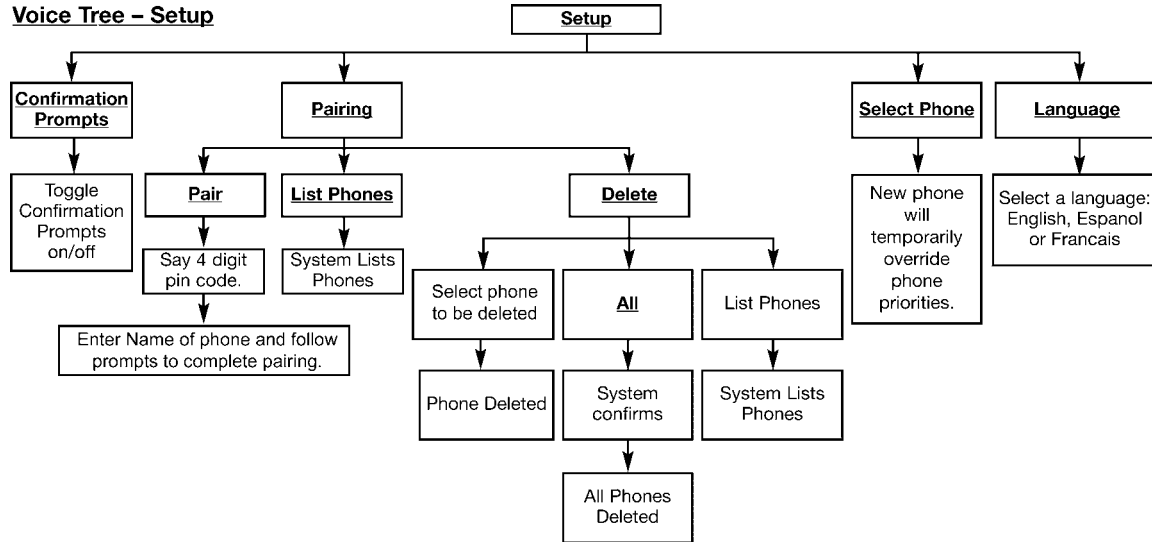 Voice Tree – Setup
Setup
Confirmation
Prompts
Pairing
Select Phone
Language
Toggle
Confirmation
Prompts
on/off
Pair
List Phones
Delete
New phone
will
temporarily
override
phone
priorities.
Select a language:
English, Espanol
or Francais
Say 4 digit
pin code.
System Lists
Phones
Select phone
to be deleted
All
List Phones
Enter Name of phone and follow
prompts to complete pairing.
Phone Deleted
System
confirms
System Lists
Phones
All Phones
Deleted